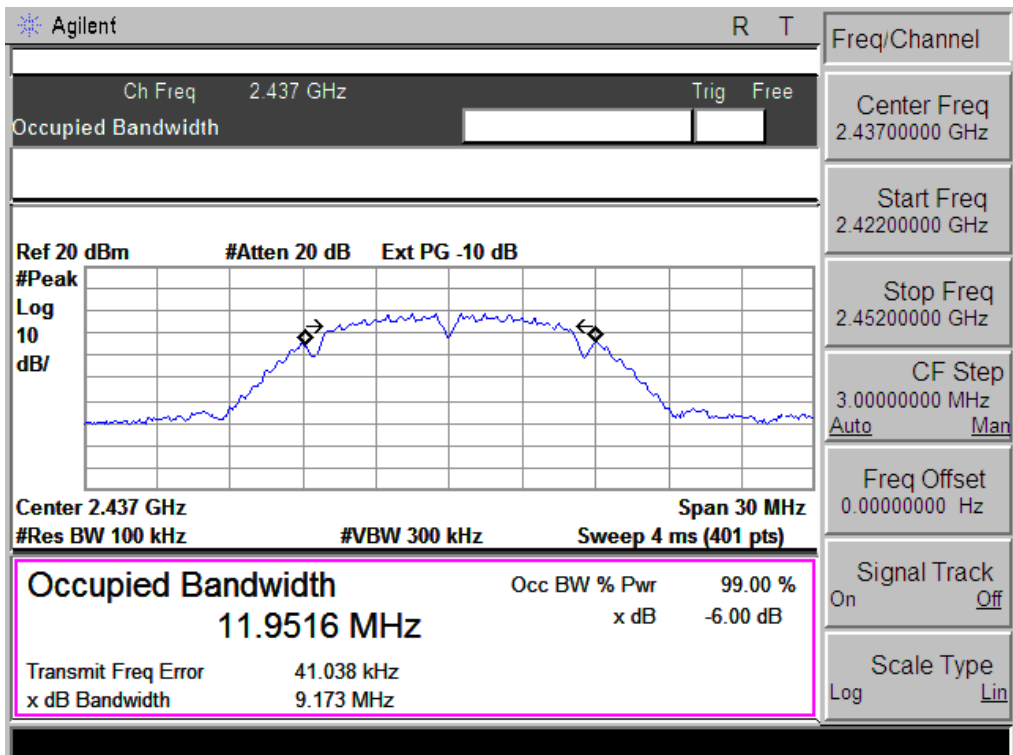 Agilent R T
Ch Freq 2.437 GHz Trig Free
Occupied Bandwidth
Ref 20 dBm #Atten 20 dB Ext PG -10 dB
#Peak
Log
10
dB/
Center 2.437 GHz Span 30 MHz
#Res BW 100 kHz #VBW 300 kHz Sweep 4 ms (401 pts)
Occupied Bandwidth Occ BW % Pwr 99.00 %
11.9516 MHz x dB -6.00 dB
Transmit Freq Error 41.038 kHz
x dB Bandwidth 9.173 MHz
Freq/Channel
Center Freq
2.43700000 GHz
Start Freq
2.42200000 GHz
Stop Freq
2.45200000 GHz
CF Step
3.00000000 MHz
Auto Man
Freq Offset
0.00000000 Hz
Signal Track
On Off
Scale Type
Log Lin